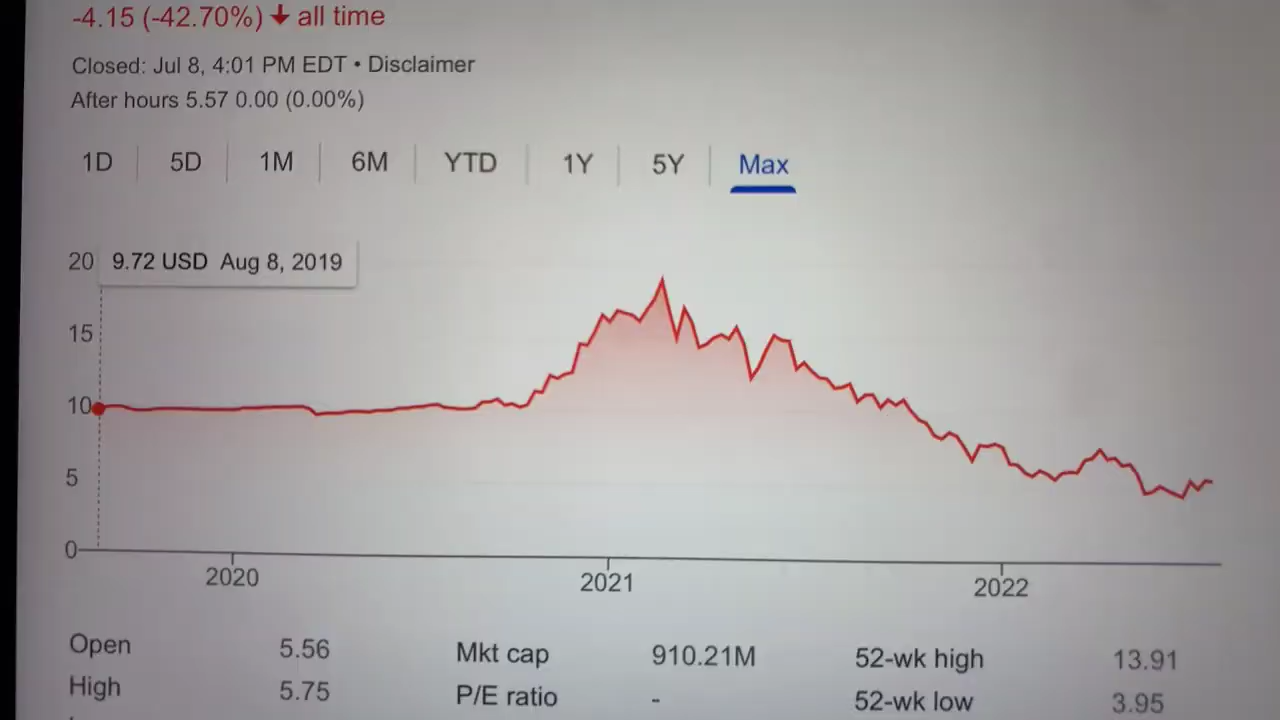 -4.15 (-42.70%) ↓ all time
Closed: Jul 8, 4:01 PM EDT • Disclaimer
After hours 5.57 0.00 (0.00%)
1D 5D 1M 6M YTD 1Y 5Y Max
20 9.72 USD Aug 8, 2019
15
10
5
0
2020 2021 2022
Open 5.56 Mkt cap 910.21M 52-wk high 13.91
High 5.75 P/E ratio - 52-wk low 3.95